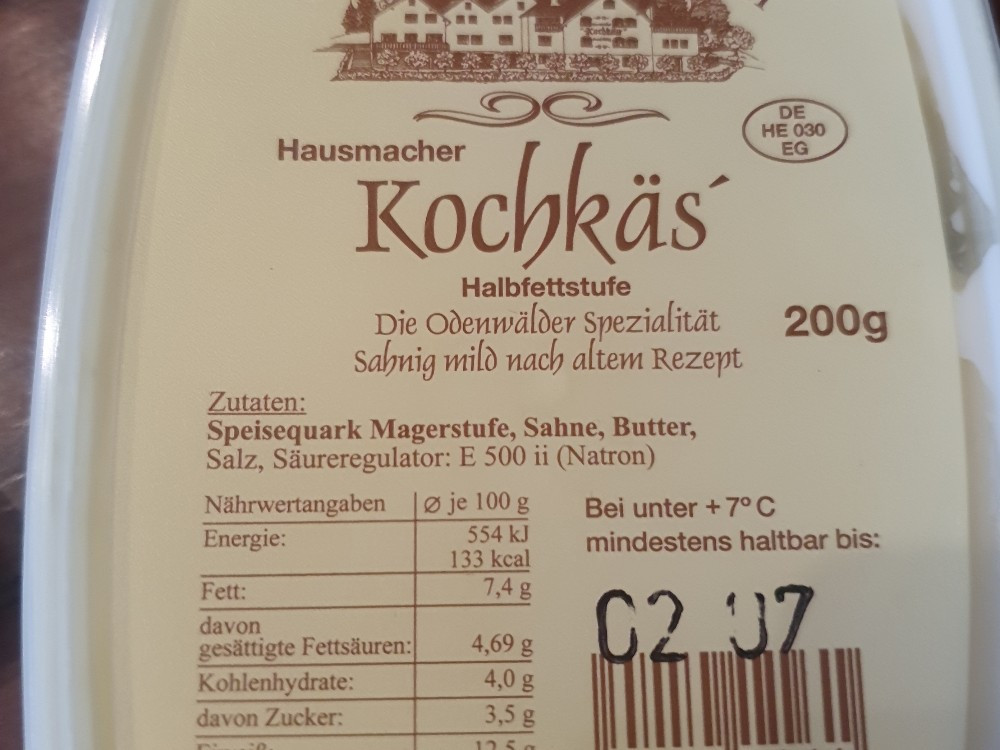 DE
HE 030
EG
Hausmacher
Kochkäs´
Halbfettstufe
Die Odenwälder Spezialität
Sahnig mild nach altem Rezept
200g
Zutaten:
Speisequark Magerstufe, Sahne, Butter,
Salz, Säureregulator: E 500 ii (Natron)
Nährwertangaben ø je 100 g
Energie: 554 kJ
133 kcal
Fett: 7,4 g
davon
gesättigte Fettsäuren: 4,69 g
Kohlenhydrate: 4,0 g
davon Zucker: 3,5 g
Bei unter +7° C
mindestens haltbar bis:
02 07